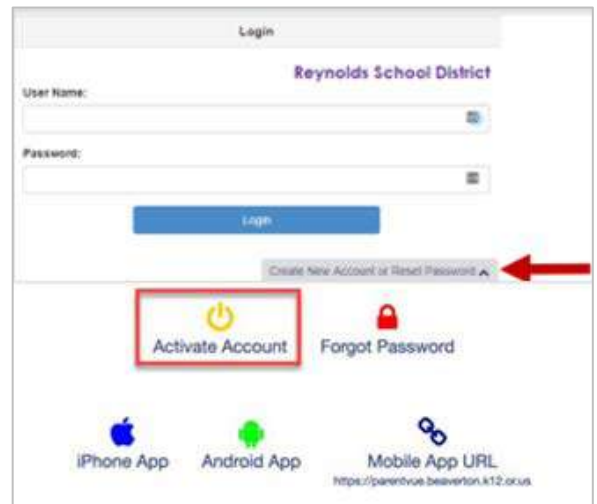 Login
Reynolds School District
User Name:
Password:
Login
Create New Account or Reset Password
Activate Account Forgot Password
iPhone App Android App Mobile App URL
https://parentvue.beaverton.k12.or.us